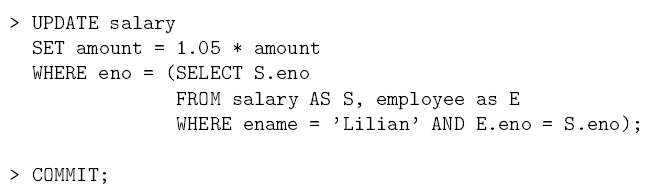 > UPDATE salary
  SET amount = 1.05 * amount
  WHERE eno = (SELECT S.eno
               FROM salary AS S, employee as E
               WHERE ename = ’Lilian’ AND E.eno = S.eno);
> COMMIT;